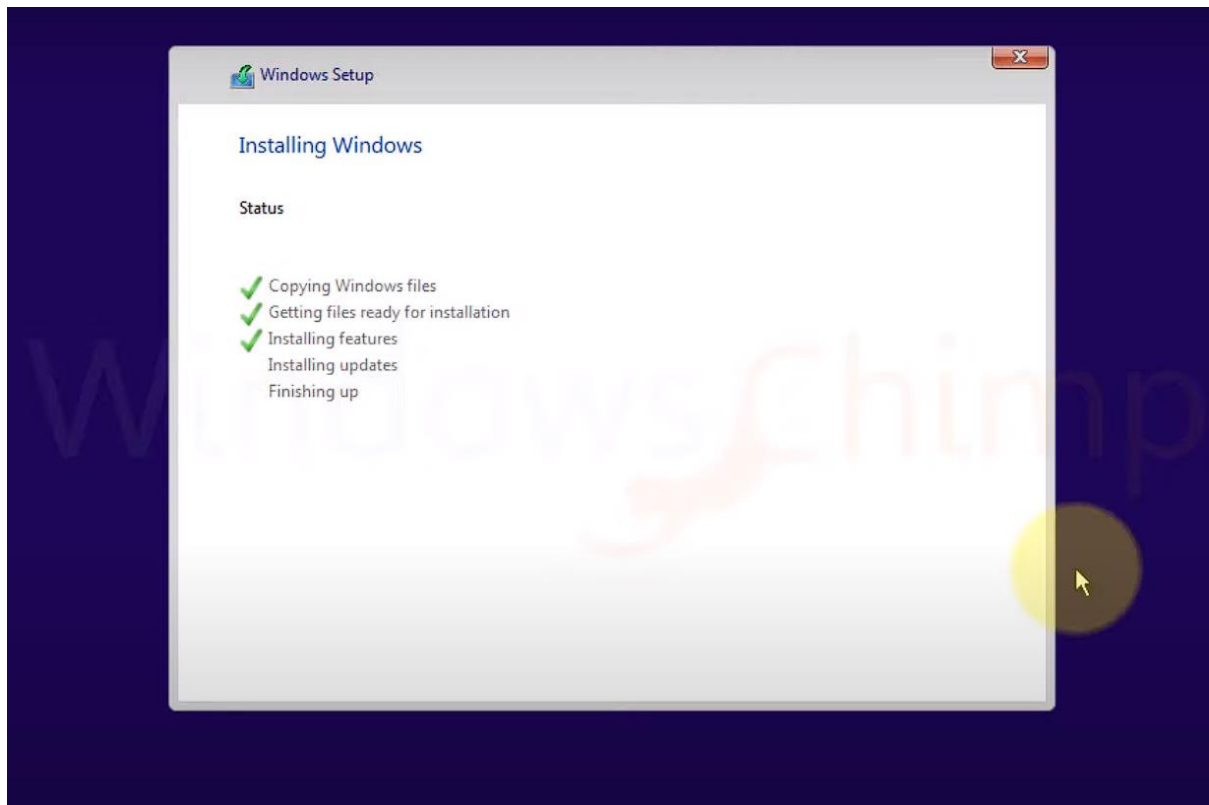 Windows Setup
Installing Windows
Status
Copying Windows files
Getting files ready for installation
Installing features
Installing updates
Finishing up
WindowsChimp